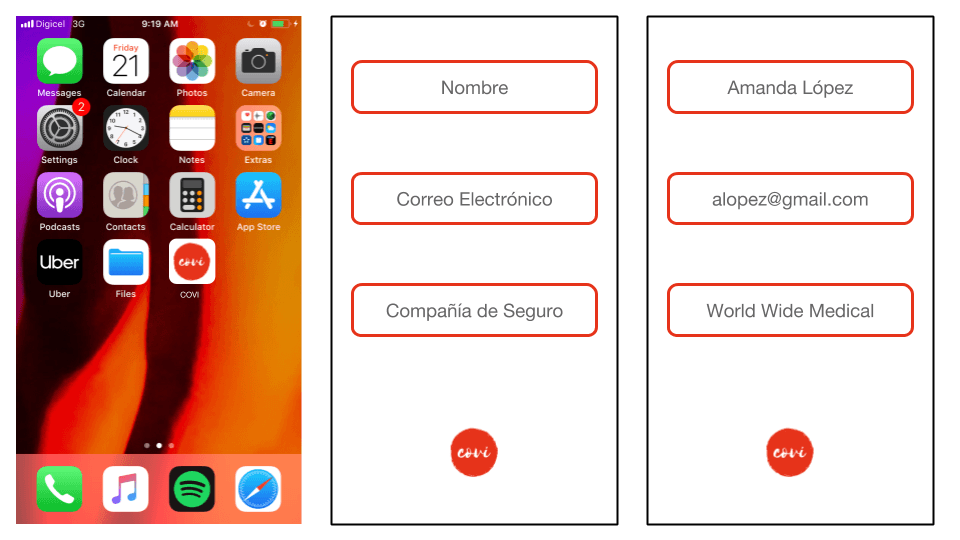 Digicel 3G 9:19 AM
Friday
21
Messages Calendar Photos Camera
2
Settings Clock Notes Extras
Podcasts Contacts Calculator App Store
Uber
covi
Uber Files COVI
Nombre
Correo Electrónico
Compañía de Seguro
covi
Amanda López
alopez@gmail.com
World Wide Medical
covi